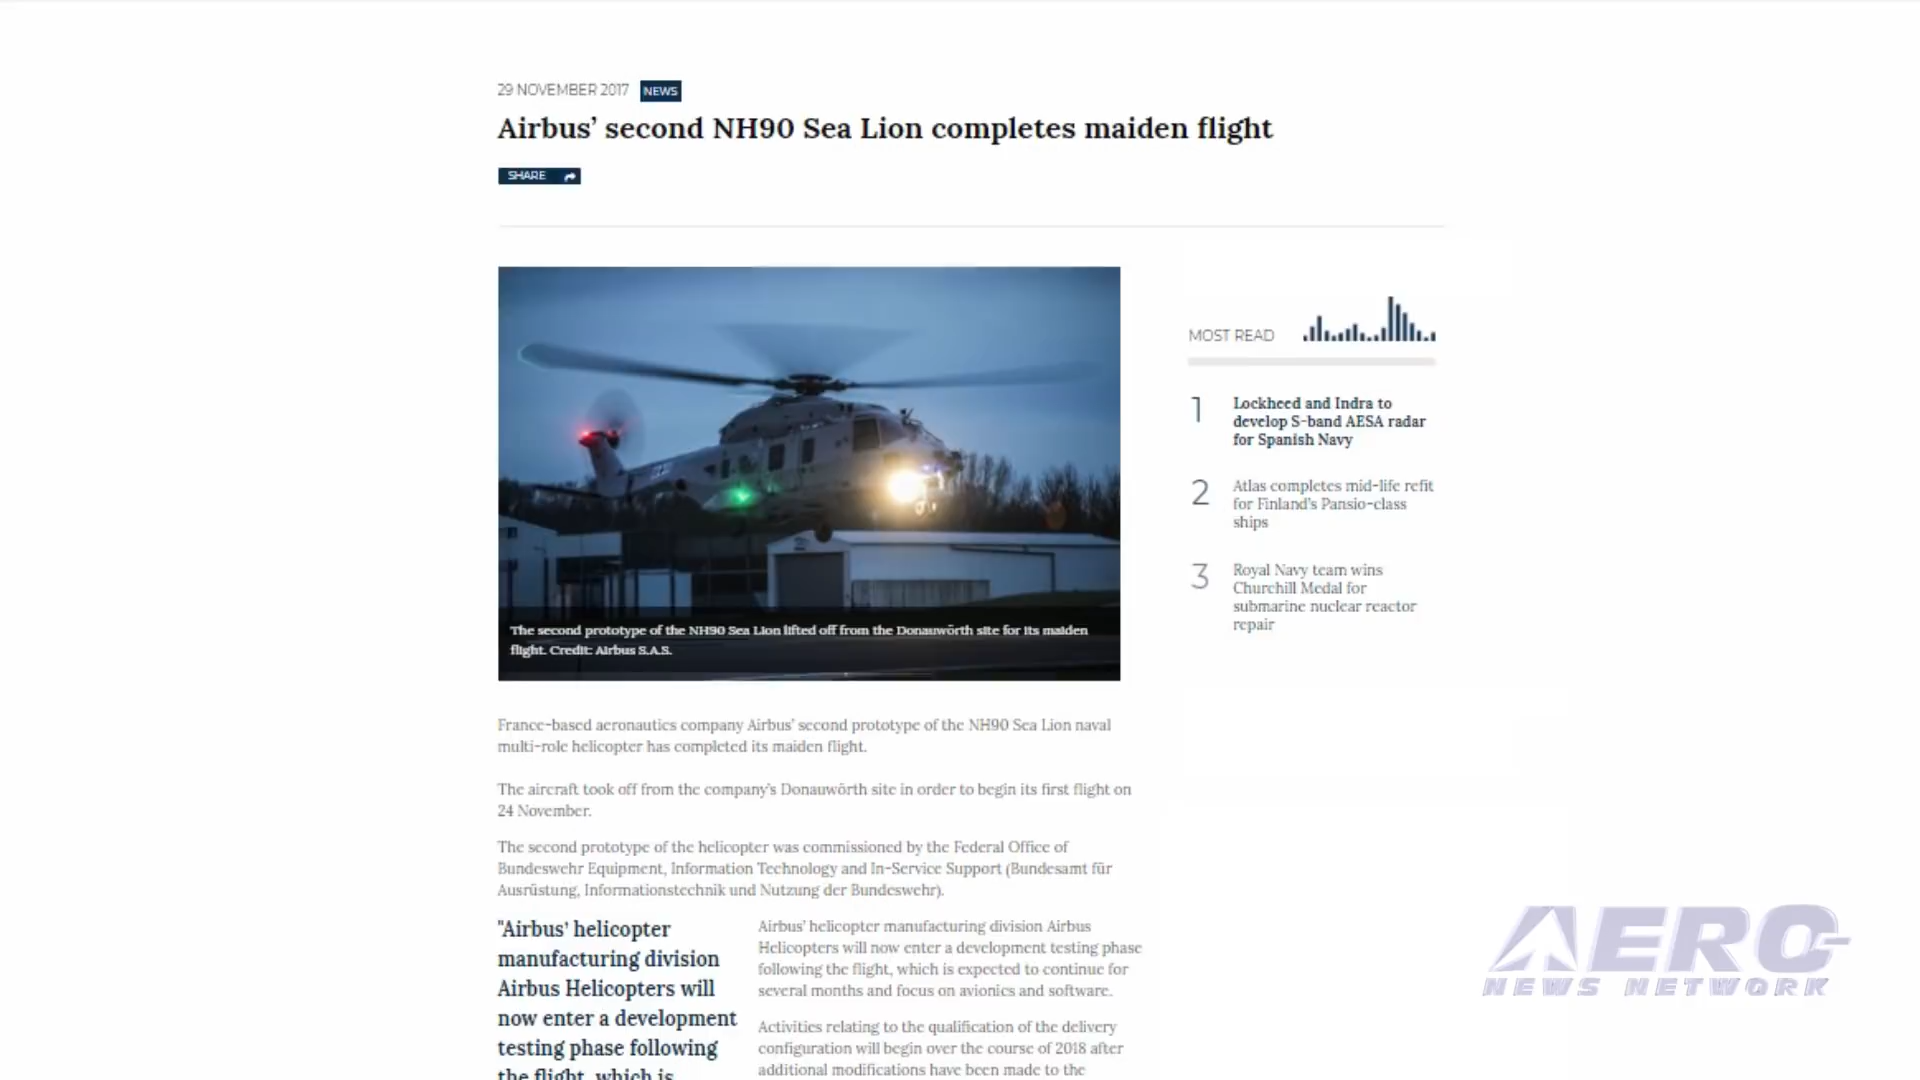 29 NOVEMBER 2017 NEWS
Airbus’ second NH90 Sea Lion completes maiden flight
SHARE
The second prototype of the NH90 Sea Lion lifted off from the Donauwörth site for its maiden
flight. Credit: Airbus S.A.S.
France-based aeronautics company Airbus’ second prototype of the NH90 Sea Lion naval
multi-role helicopter has completed its maiden flight.
The aircraft took off from the company’s Donauwörth site in order to begin its first flight on
24 November.
The second prototype of the helicopter was commissioned by the Federal Office of
Bundeswehr Equipment, Information Technology and In-Service Support (Bundesamt für
Ausrüstung, Informationstechnik und Nutzung der Bundeswehr).
"Airbus’ helicopter
manufacturing division
Airbus Helicopters will
now enter a development
testing phase following
the flight, which is
Airbus’ helicopter manufacturing division Airbus
Helicopters will now enter a development testing phase
following the flight, which is expected to continue for
several months and focus on avionics and software.
Activities relating to the qualification of the delivery
configuration will begin over the course of 2018 after
additional modifications have been made to the
MOST READ
1 Lockheed and Indra to
develop S-band AESA radar
for Spanish Navy
2 Atlas completes mid-life refit
for Finland’s Pansio-class
ships
3 Royal Navy team wins
Churchill Medal for
submarine nuclear reactor
repair
AERO
NEWS NETWORK